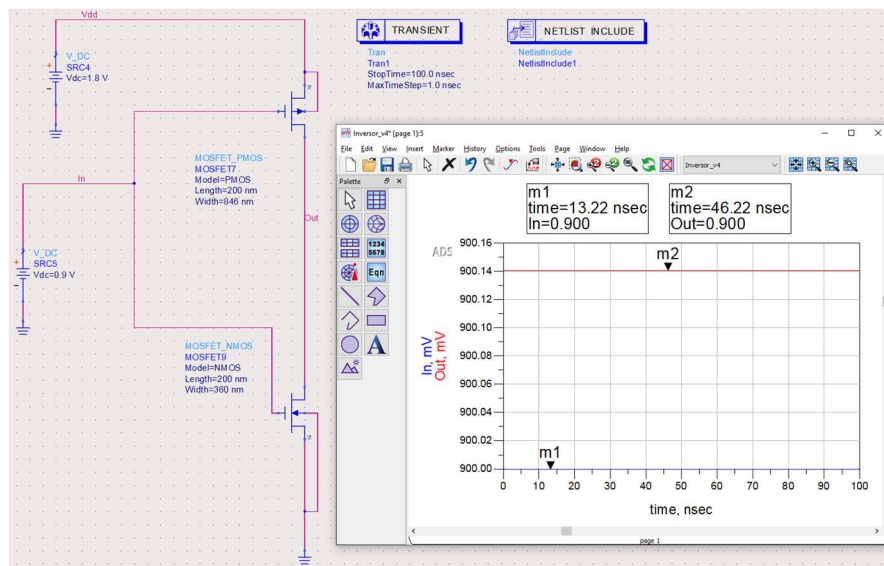 Vdd
V_DC
SRC4
Vdc=1.8 V
TRANSIENT
Tran
Tran1
StopTime=100.0 nsec
MaxTimeStep=1.0 nsec
NETLIST INCLUDE
NetlistInclude
NetlistInclude1
MOSFET_PMOS
MOSFET7
Model=PMOS
Length=200 nm
Width=846 nm
In
Out
V_DC
SRC5
Vdc=0.9 V
MOSFET_NMOS
MOSFET9
Model=NMOS
Length=200 nm
Width=360 nm
Inversor_v4* [page 1]:5
File Edit View Insert Marker History Options Tools Page Window Help
Inversor_v4
Palette
1234
5678
Eqn
A
m1
time=13.22 nsec
In=0.900
m2
time=46.22 nsec
Out=0.900
ADS
900.16
900.14
900.12
900.10
900.08
900.06
900.04
900.02
900.00
m2
m1
In, mV
Out, mV
0 10 20 30 40 50 60 70 80 90 100
time, nsec
page 1